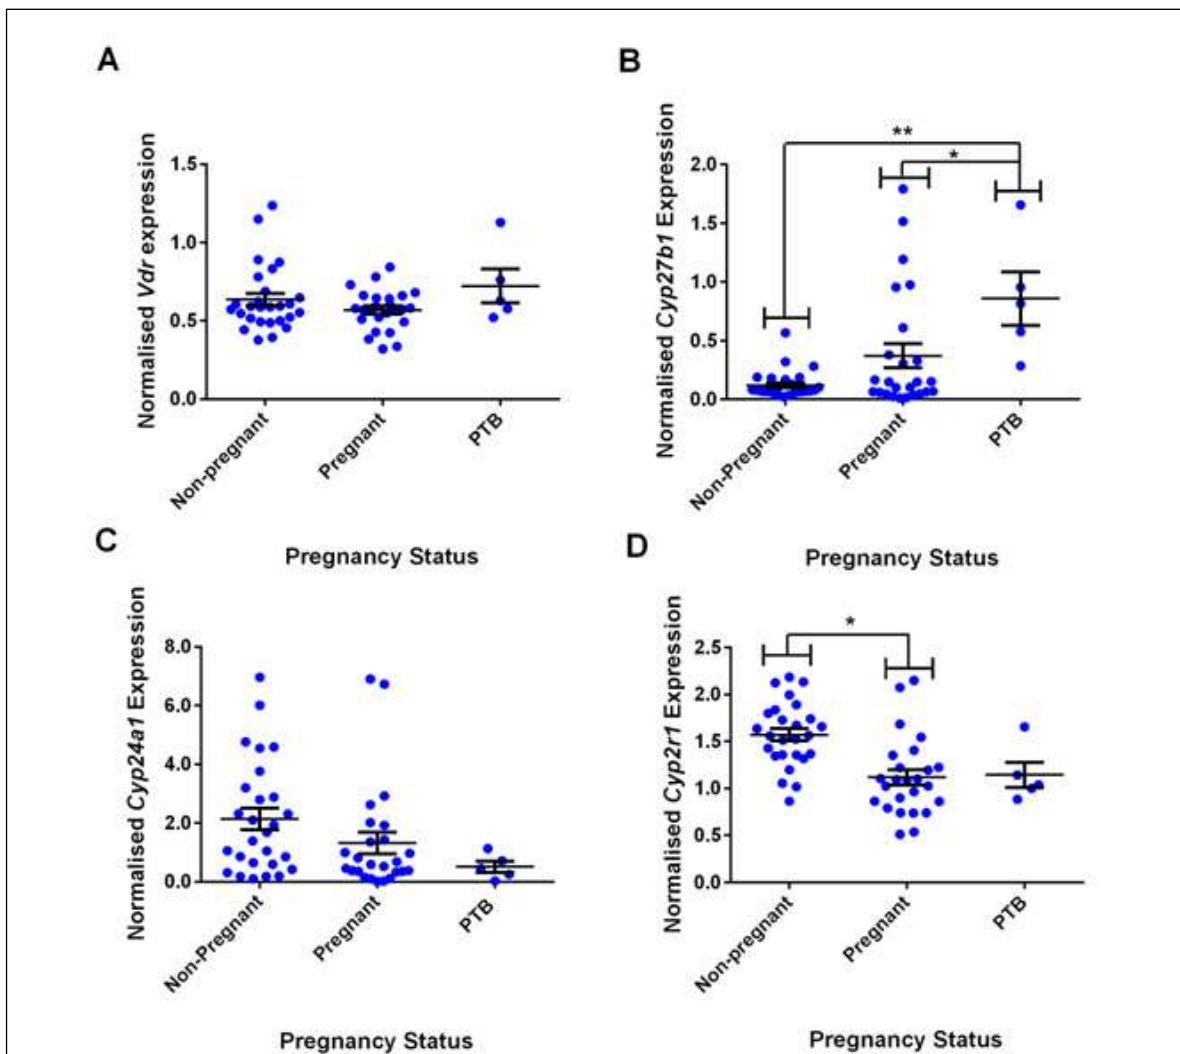 A
Normalised Vdr expression
1.5
1.0
0.5
0.0
Non-pregnant
Pregnant
PTB
Pregnancy Status
B
Normalised Cyp27b1 Expression
**
*
2.0
1.5
1.0
0.5
0.0
Non-Pregnant
Pregnant
PTB
Pregnancy Status
C
Normalised Cyp24a1 Expression
8.0
6.0
4.0
2.0
0.0
Non-Pregnant
Pregnant
PTB
Pregnancy Status
D
Normalised Cyp2r1 Expression
*
2.5
2.0
1.5
1.0
0.5
0.0
Non-pregnant
Pregnant
PTB
Pregnancy Status